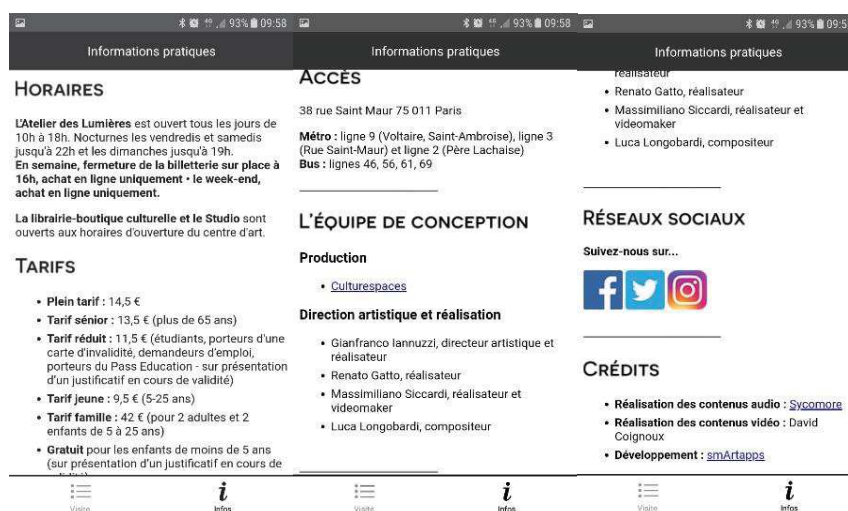 93% 09:58
Informations pratiques
HORAIRES
L'Atelier des Lumières est ouvert tous les jours de
10h à 18h. Nocturnes les vendredis et samedis
jusqu'à 22h et les dimanches jusqu'à 19h.
En semaine, fermeture de la billetterie sur place à
16h, achat en ligne uniquement • le week-end,
achat en ligne uniquement.
La librairie-boutique culturelle et le Studio sont
ouverts aux horaires d'ouverture du centre d'art.
TARIFS
• Plein tarif : 14,5 €
• Tarif sénior : 13,5 € (plus de 65 ans)
• Tarif réduit : 11,5 € (étudiants, porteurs d'une
carte d'invalidité, demandeurs d'emploi,
porteurs du Pass Education - sur présentation
d'un justificatif en cours de validité)
• Tarif jeune : 9,5 € (5-25 ans)
• Tarif famille : 42 € (pour 2 adultes et 2
enfants de 5 à 25 ans)
• Gratuit pour les enfants de moins de 5 ans
(sur présentation d'un justificatif en cours de
Visite Infos
93% 09:58
Informations pratiques
ACCÈS
38 rue Saint Maur 75 011 Paris
Métro : ligne 9 (Voltaire, Saint-Ambroise), ligne 3
(Rue Saint-Maur) et ligne 2 (Père Lachaise)
Bus : lignes 46, 56, 61, 69
L'ÉQUIPE DE CONCEPTION
Production
• Culturespaces
Direction artistique et réalisation
• Gianfranco Iannuzzi, directeur artistique et
réalisateur
• Renato Gatto, réalisateur
• Massimiliano Siccardi, réalisateur et
videomaker
• Luca Longobardi, compositeur
Visite Infos
93% 09:5
Informations pratiques
réalisateur
• Renato Gatto, réalisateur
• Massimiliano Siccardi, réalisateur et
videomaker
• Luca Longobardi, compositeur
RÉSEAUX SOCIAUX
Suivez-nous sur...
CRÉDITS
• Réalisation des contenus audio : Sycomore
• Réalisation des contenus vidéo : David
Coignoux
• Développement : smArtapps
Visite Infos